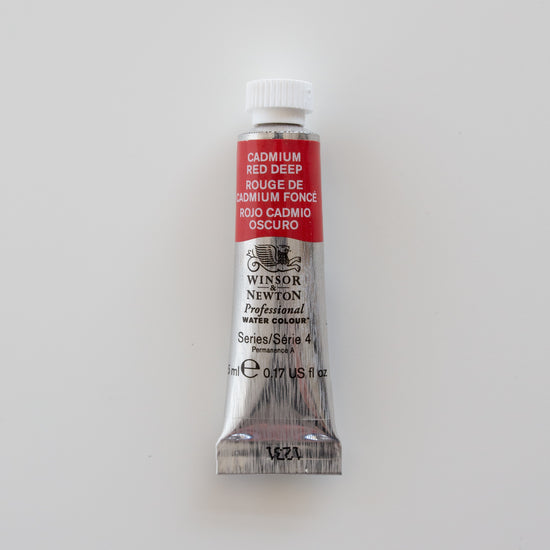 CADMIUM
RED DEEP
ROUGE DE
CADMIUM FONCÉ
ROJO CADMIO
OSCURO
WINSOR
&
NEWTON
Professional
WATER COLOUR
Series/Série 4
Permanence A
5 ml e 0.17 US fl oz
1231